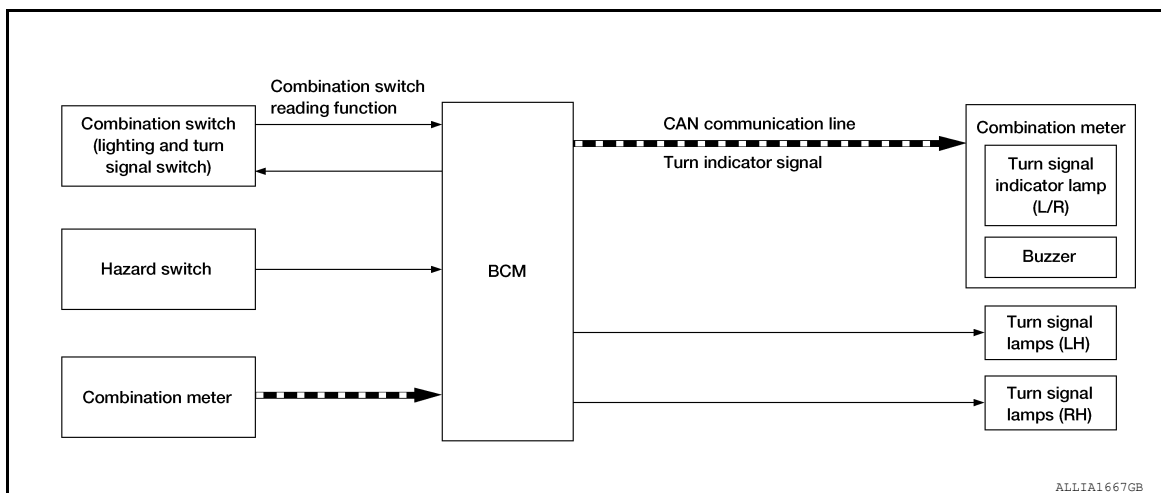 Combination switch
reading function
Combination switch
(lighting and turn
signal switch)
Hazard switch
Combination meter
BCM
CAN communication line
Turn indicator signal
Combination meter
Turn signal
indicator lamp
(L/R)
Buzzer
Turn signal
lamps (LH)
Turn signal
lamps (RH)
ALLIA1667GB